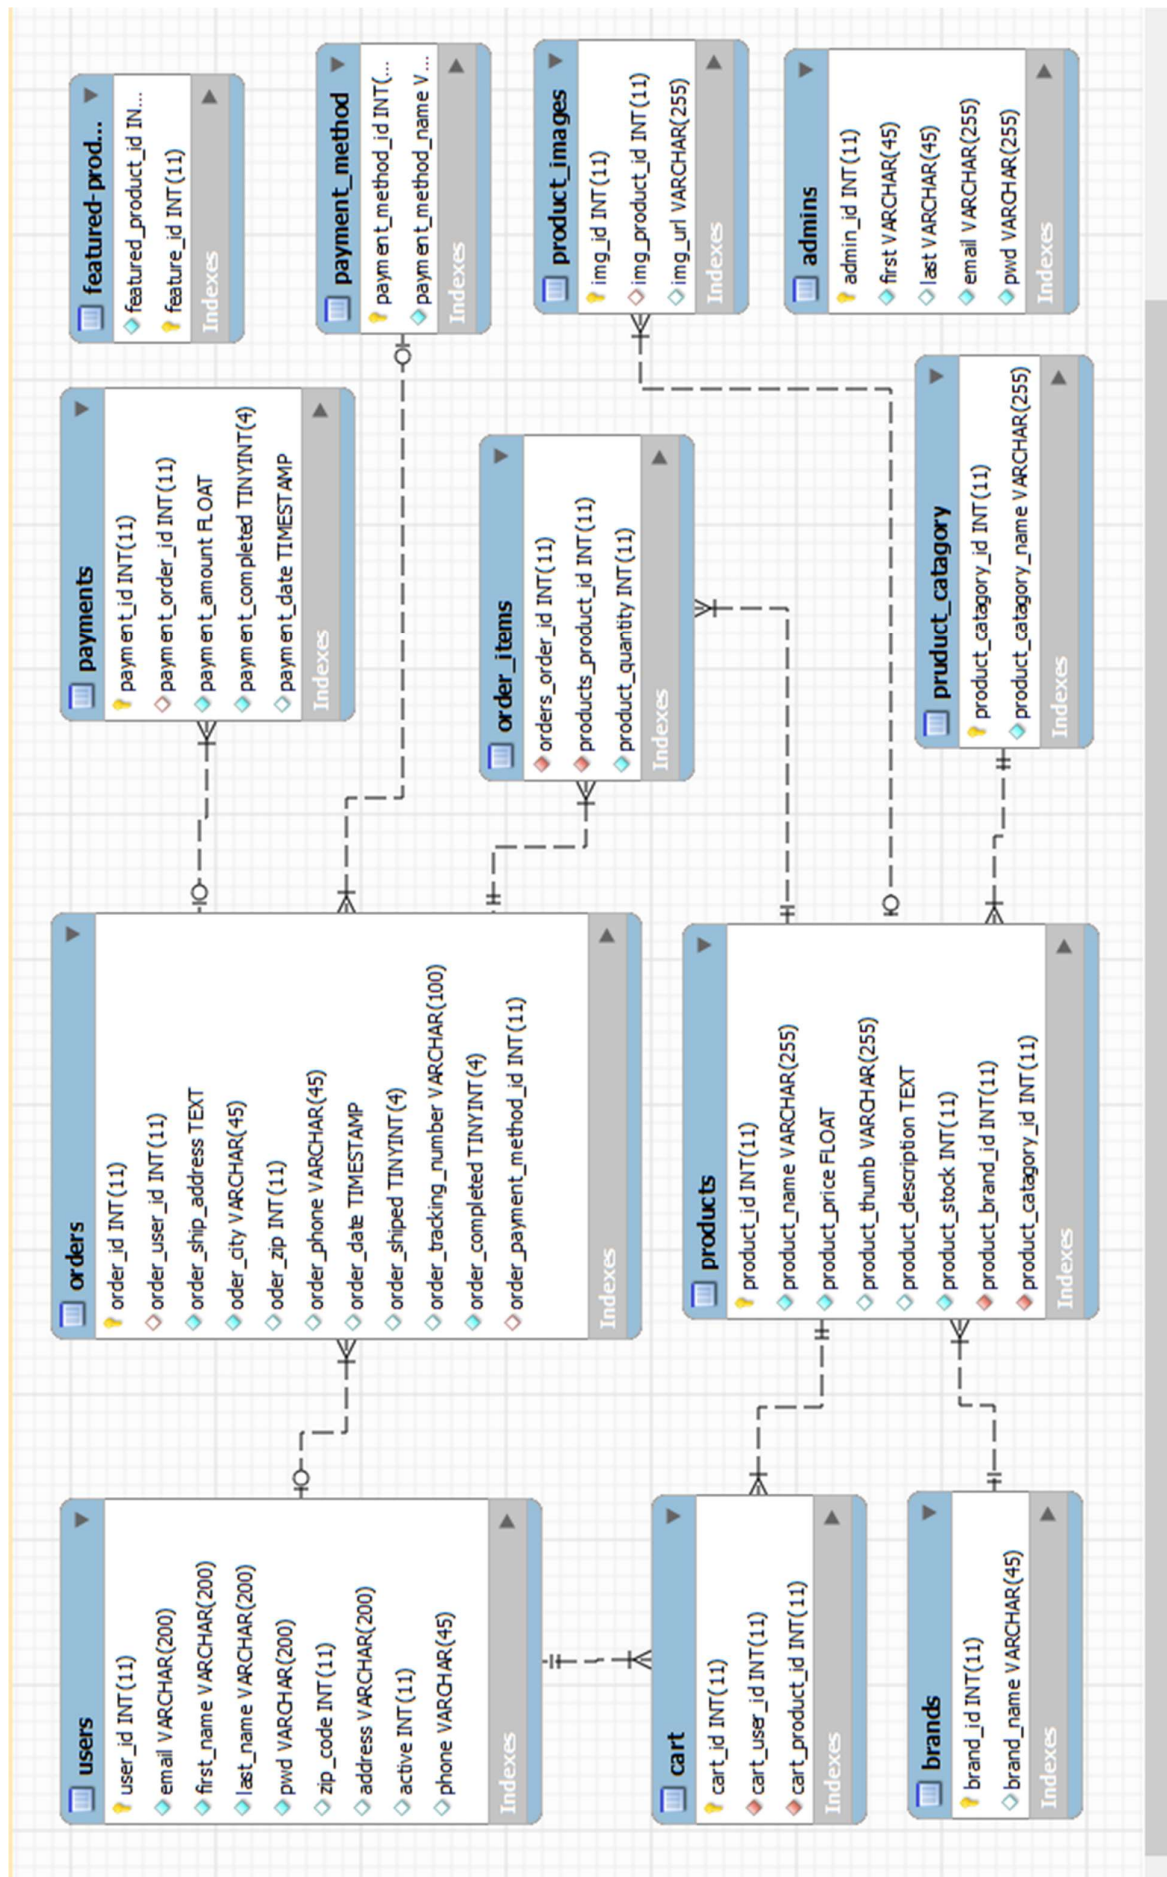 users
user_id INT(11)
email VARCHAR(200)
first_name VARCHAR(200)
last_name VARCHAR(200)
pwd VARCHAR(200)
zip_code INT(11)
address VARCHAR(200)
active INT(11)
phone VARCHAR(45)
Indexes
orders
order_id INT(11)
order_user_id INT(11)
order_ship_address TEXT
oder_city VARCHAR(45)
oder_zip INT(11)
order_phone VARCHAR(45)
order_date TIMESTAMP
order_shiped TINYINT(4)
order_tracking_number VARCHAR(100)
order_completed TINYINT(4)
order_payment_method_id INT(11)
Indexes
payments
payment_id INT(11)
payment_order_id INT(11)
payment_amount FLOAT
payment_completed TINYINT(4)
payment_date TIMESTAMP
Indexes
featured-prod...
featured_product_id IN...
feature_id INT(11)
Indexes
payment_method
payment_method_id INT(...
payment_method_name V...
Indexes
order_items
orders_order_id INT(11)
products_product_id INT(11)
product_quantity INT(11)
Indexes
product_images
img_id INT(11)
img_product_id INT(11)
img_url VARCHAR(255)
Indexes
cart
cart_id INT(11)
cart_user_id INT(11)
cart_product_id INT(11)
Indexes
products
product_id INT(11)
product_name VARCHAR(255)
product_price FLOAT
product_thumb VARCHAR(255)
product_description TEXT
product_stock INT(11)
product_brand_id INT(11)
product_catagory_id INT(11)
Indexes
admins
admin_id INT(11)
first VARCHAR(45)
last VARCHAR(45)
email VARCHAR(255)
pwd VARCHAR(255)
Indexes
brands
brand_id INT(11)
brand_name VARCHAR(45)
Indexes
pruduct_catagory
product_catagory_id INT(11)
product_catagory_name VARCHAR(255)
Indexes